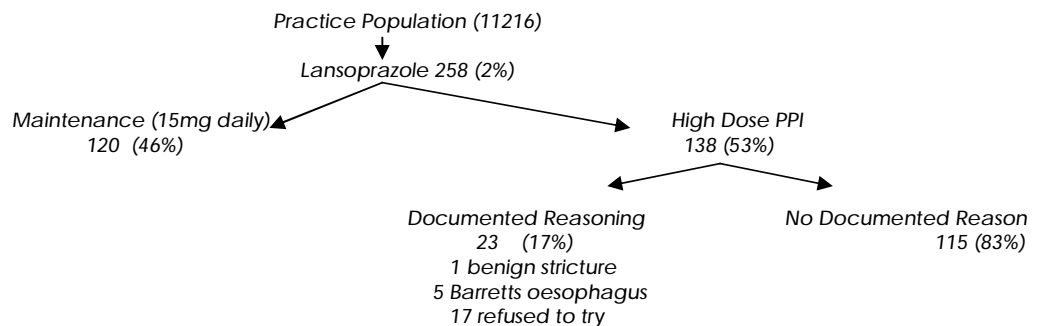 Practice Population (11216)
Lansoprazole 258 (2%)
Maintenance (15mg daily)
120 (46%)
High Dose PPI
138 (53%)
Documented Reasoning
23 (17%)
1 benign stricture
5 Barretts oesophagus
17 refused to try
No Documented Reason
115 (83%)